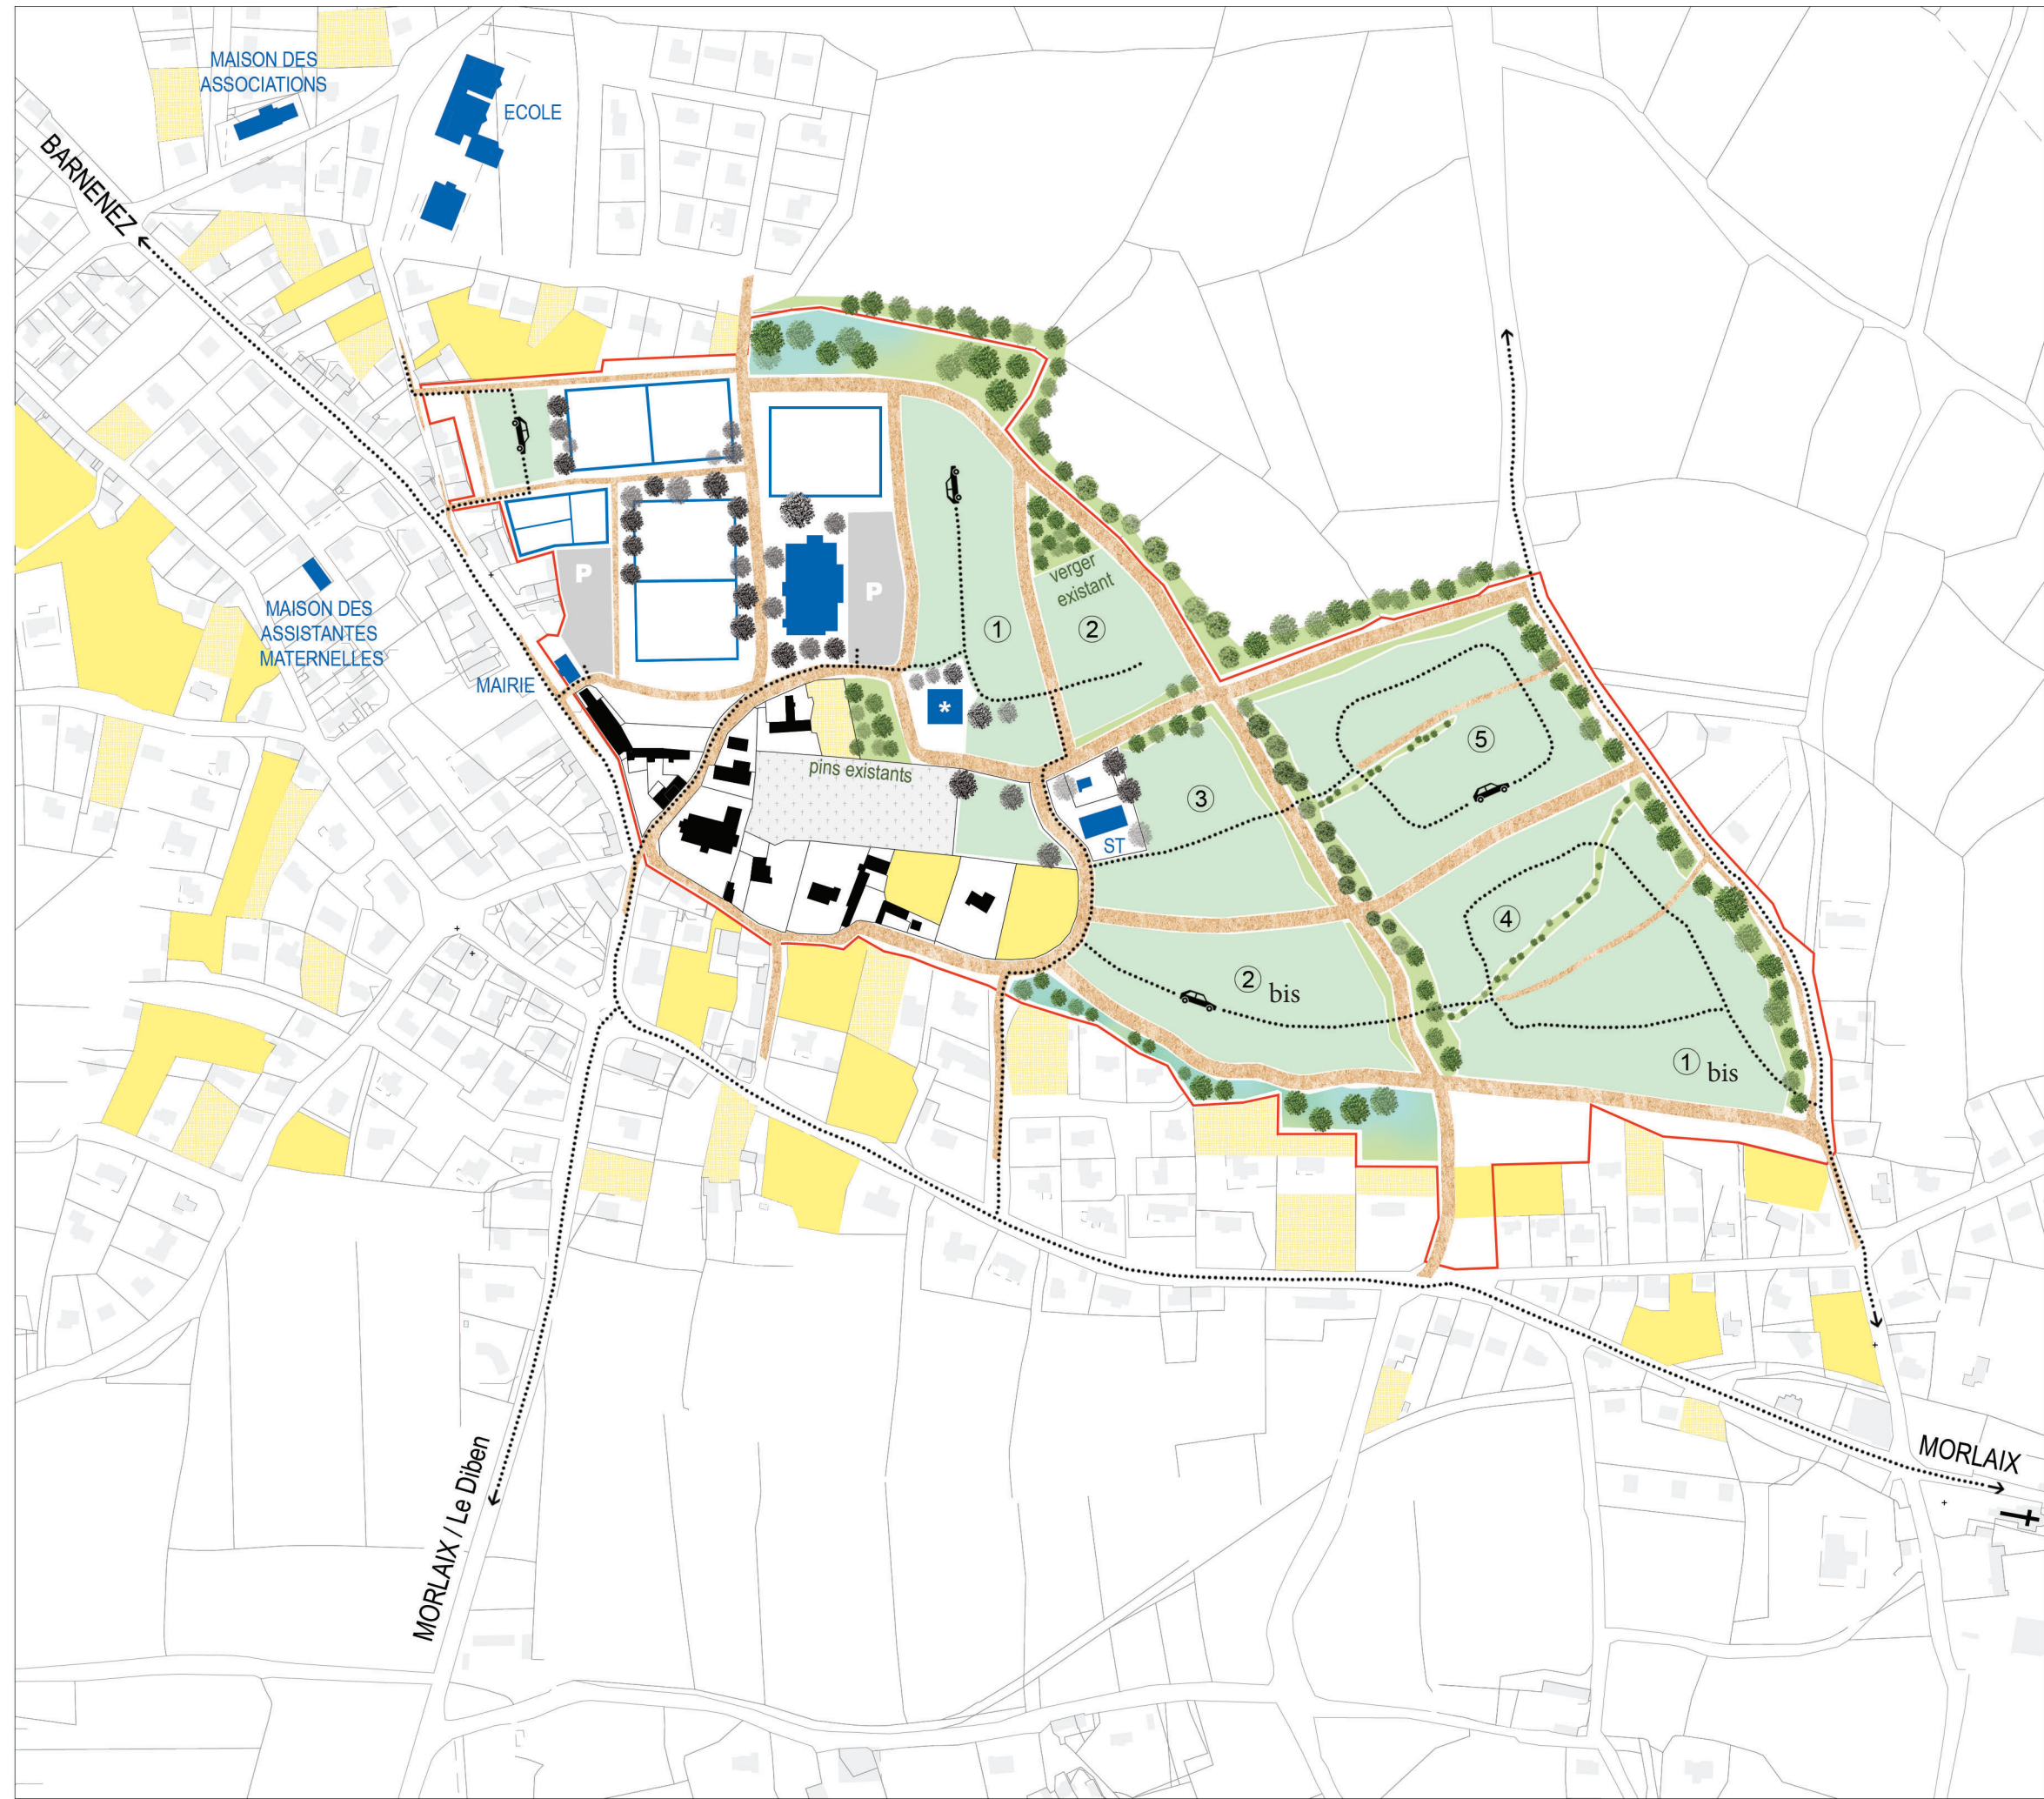 MAISON DES
ASSOCIATIONS
ECOLE
BARNENEZ
P
P
verger
existant
①
②
MAISON DES
ASSISTANTES
MATERNELLES
MAIRIE
*
⑤
pins existants
③
ST
④
② bis
① bis
MORLAIX / Le Diben
MORLAIX